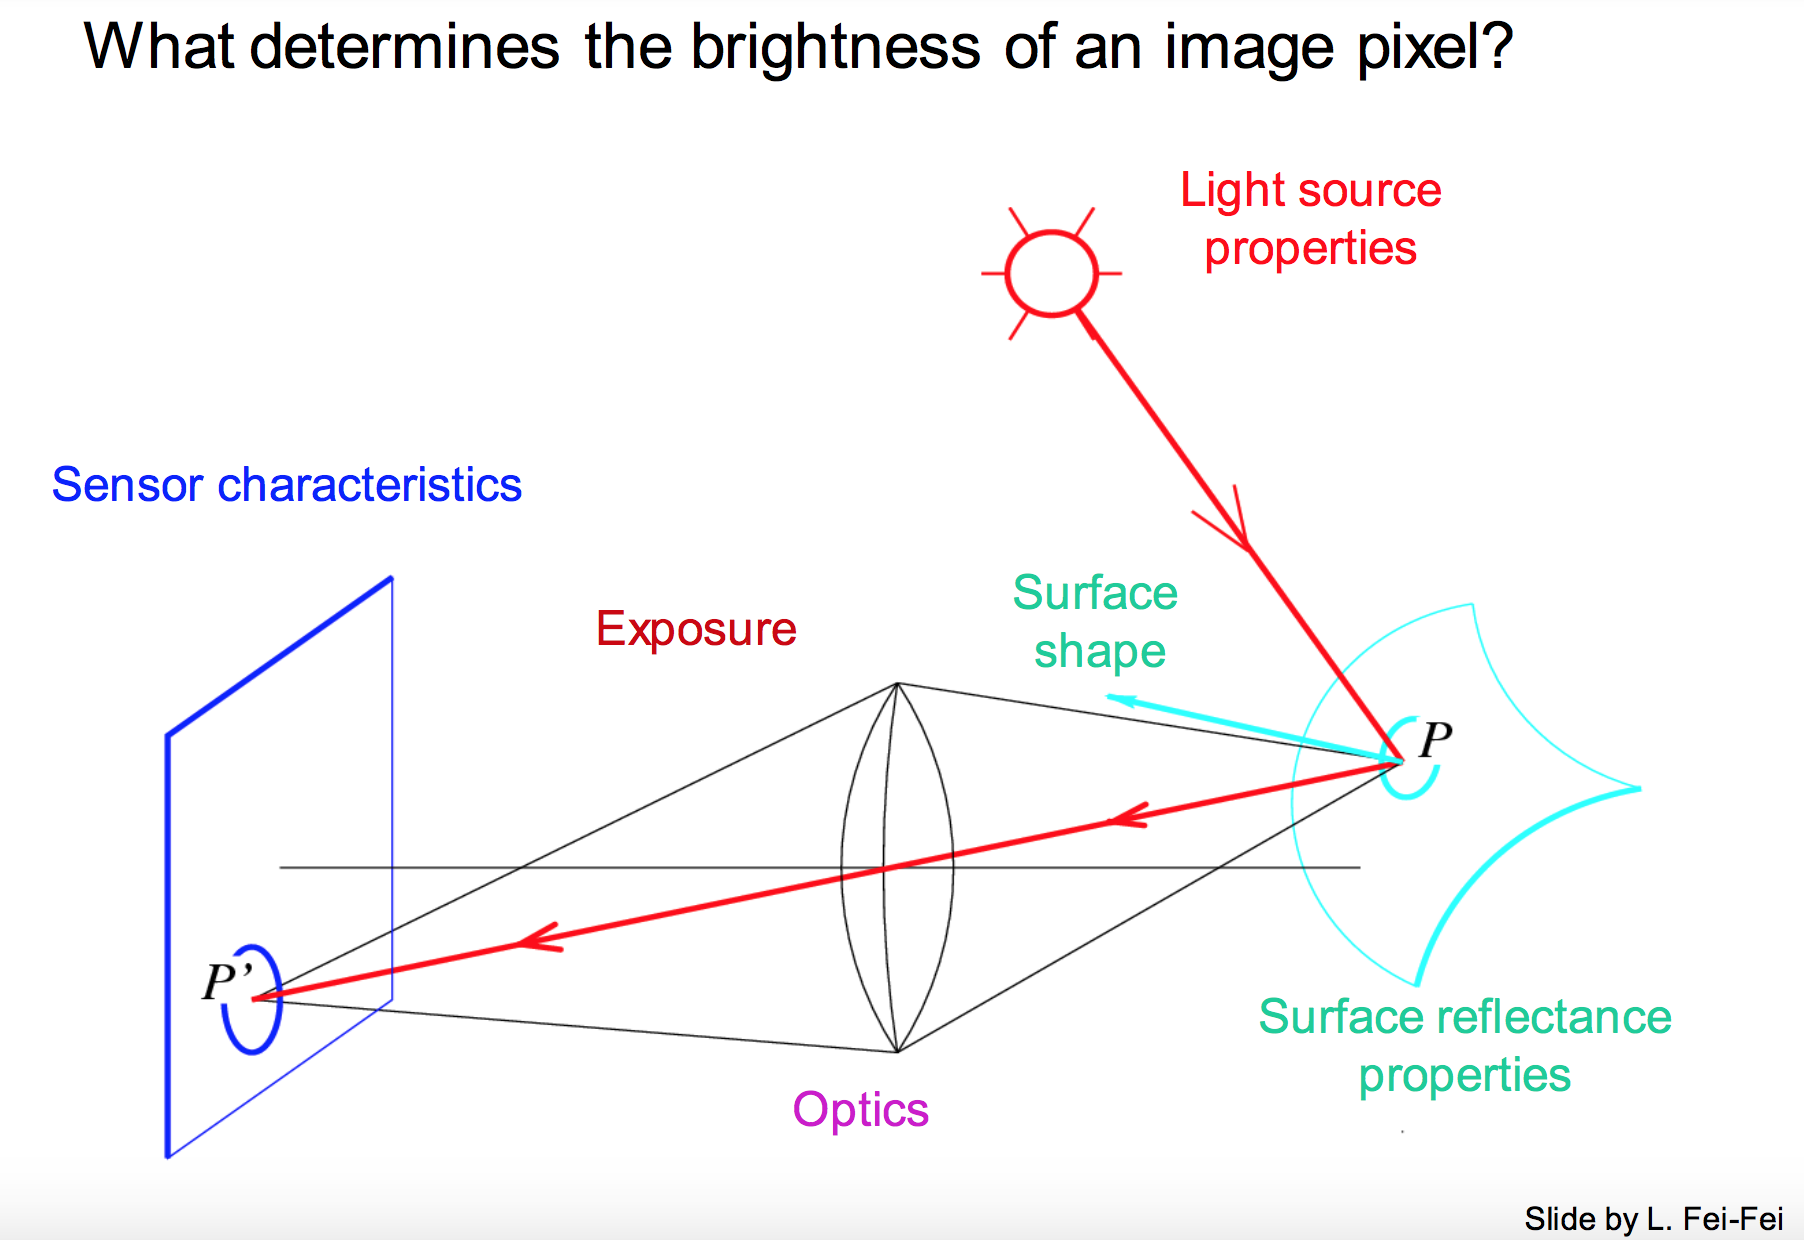 What determines the brightness of an image pixel?
Light source
properties
Sensor characteristics
Exposure
Surface
shape
P
P’
Surface reflectance
properties
Optics
Slide by L. Fei-Fei